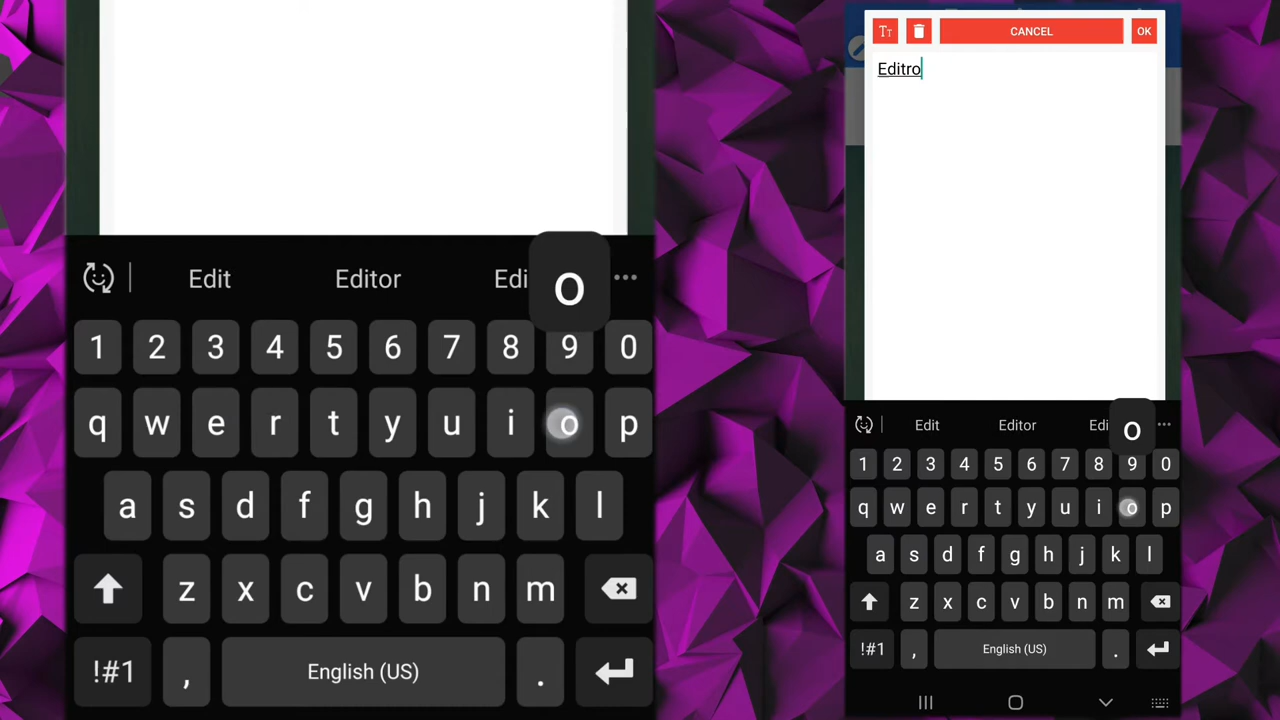 Edit Editor Edi o
1 2 3 4 5 6 7 8 9 0
q w e r t y u i o p
a s d f g h j k l
z x c v b n m
!#1 , English (US) .
TT CANCEL OK
Editro
Edit Editor Edi o
1 2 3 4 5 6 7 8 9 0
q w e r t y u i o p
a s d f g h j k l
z x c v b n m
!#1 , English (US) .